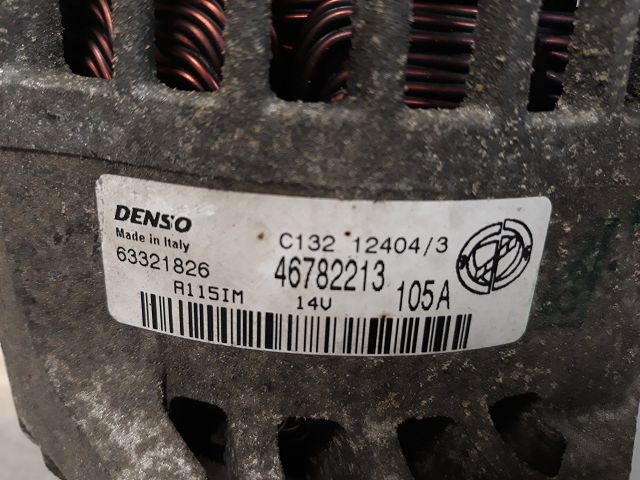 DENSO
Made in Italy
63321826
A115IM
C132 12404/3
46782213
14V
105A